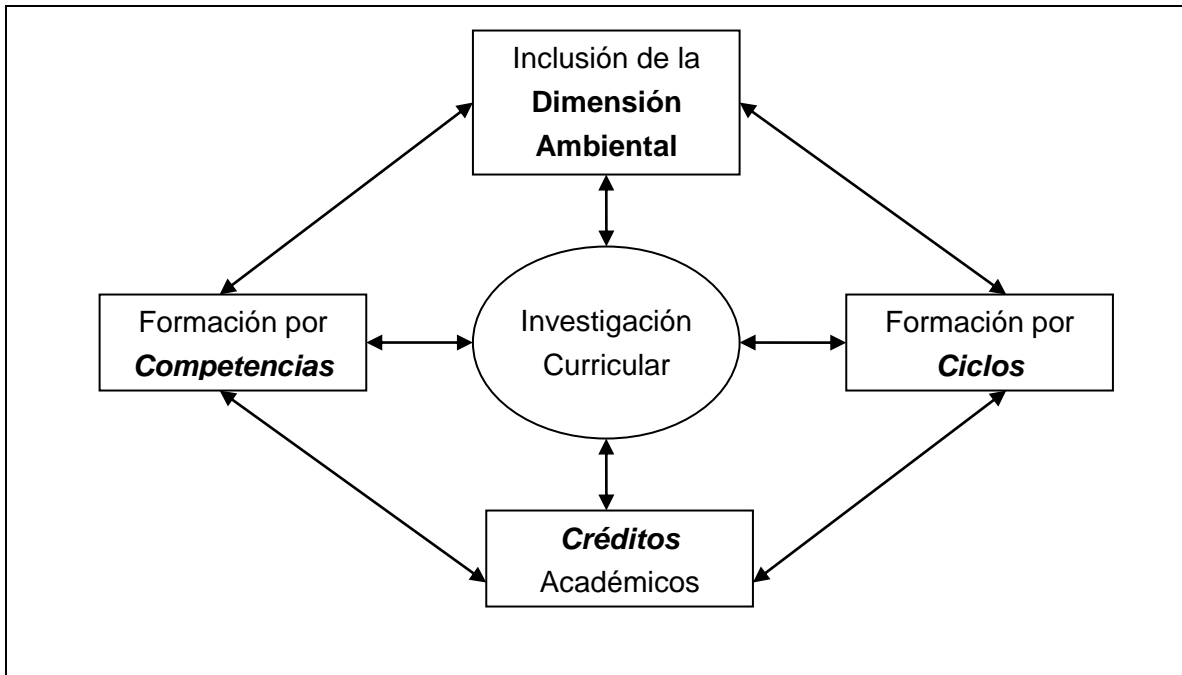 Inclusión de la
Dimensión
Ambiental
Formación por
Competencias
Investigación
Curricular
Formación por
Ciclos
Créditos
Académicos